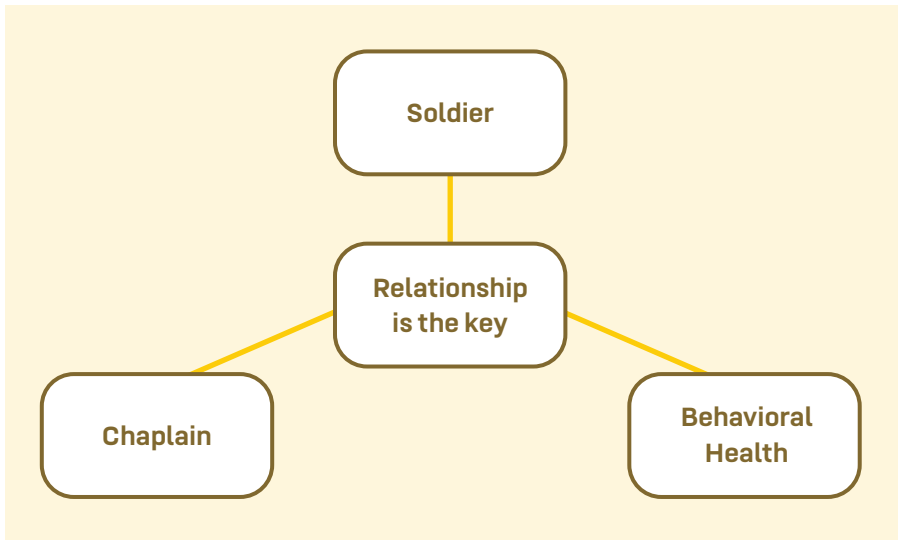 Soldier
Relationship
is the key
Chaplain
Behavioral
Health